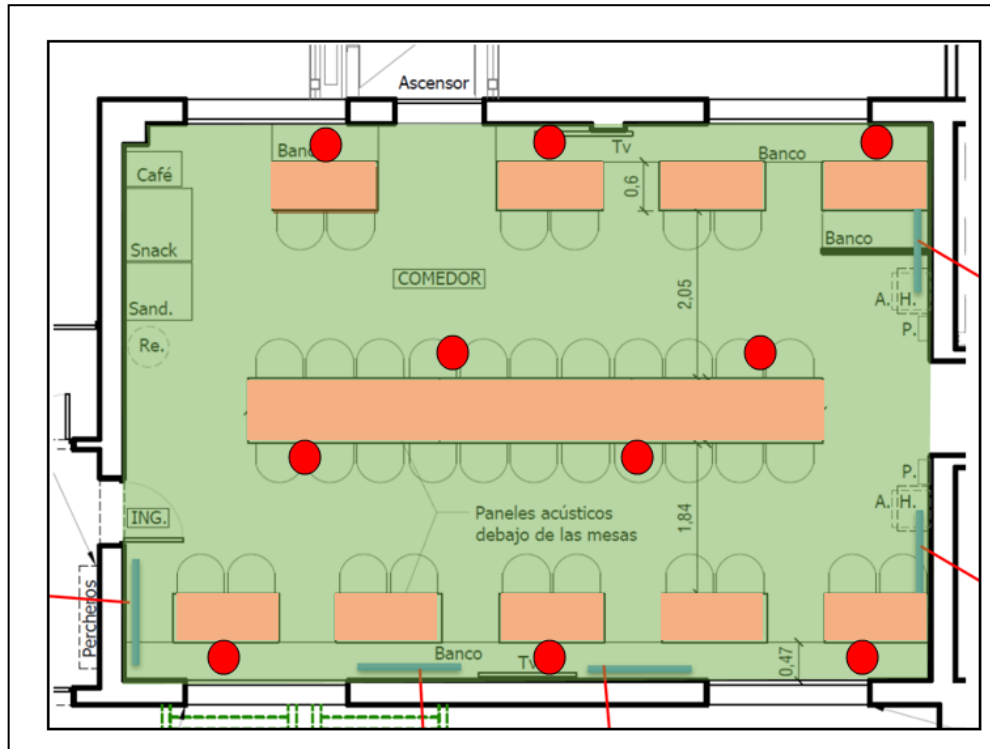 Ascensor
Tv
Banco
Café
0,6
Snack
Banco
COMEDOR
2,05
A. H.
Sand.
P.
Re.
P.
A. H.
ING.
Paneles acústicos
debajo de las mesas
1,84
Percheros
Banco
Tv
0,47